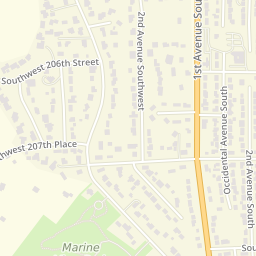 Southwest 206th Street
2nd Avenue Southwest
1st Avenue Sou
Occidental Avenue South
2nd Avenue South
hwest 207th Place
Marine
Sou